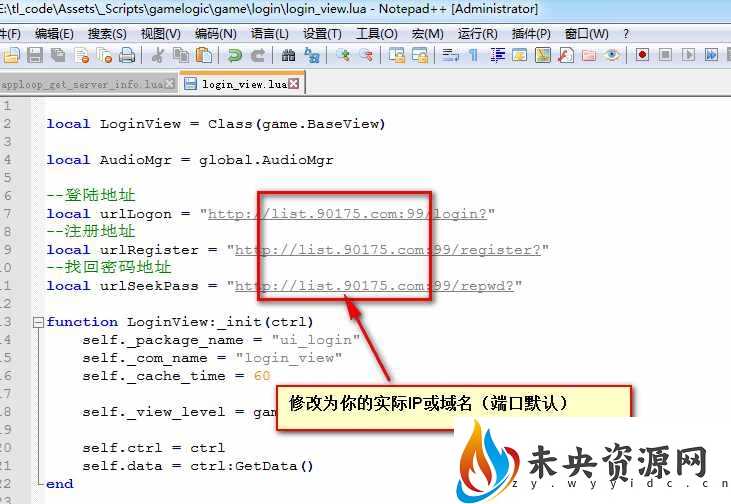 E:\tl_code\Assets\_Scripts\gamelogic\game\login\login_view.lua - Notepad++ [Administrator]
文件(F) 编辑(E) 搜索(S) 视图(V) 编码(N) 语言(L) 设置(T) 工具(O) 宏(M) 运行(R) 插件(P) 窗口(W) ?
apploop_get_server_info.lua login_view.lua
1
2 local LoginView = Class(game.BaseView)
3
4 local AudioMgr = global.AudioMgr
5
6 --登陆地址
7 local urlLogon = "http://list.90175.com:99/login?"
8 --注册地址
9 local urlRegister = "http://list.90175.com:99/register?"
10 --找回密码地址
11 local urlSeekPass = "http://list.90175.com:99/repwd?"
12
13 function LoginView:_init(ctrl)
14 self._package_name = "ui_login"
15 self._com_name = "login_view"
16 self._cache_time = 60
17
18 self._view_level = gam
修改为你的实际IP或域名（端口默认）
19
20 self.ctrl = ctrl
21 self.data = ctrl:GetData()
22 end
未央资源网
zy.wyyidc.cn